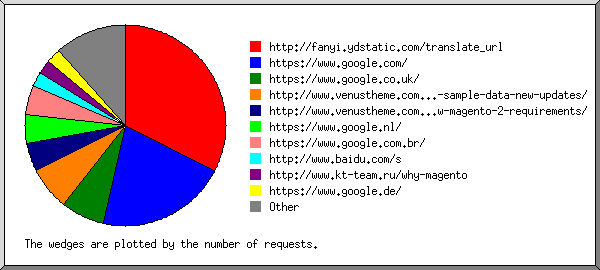 http://fanyi.ydstatic.com/translate_url
https://www.google.com/
https://www.google.co.uk/
http://www.venustheme.com...-sample-data-new-updates/
http://www.venustheme.com...w-magento-2-requirements/
https://www.google.nl/
https://www.google.com.br/
http://www.baidu.com/s
http://www.kt-team.ru/why-magento
https://www.google.de/
Other
The wedges are plotted by the number of requests.